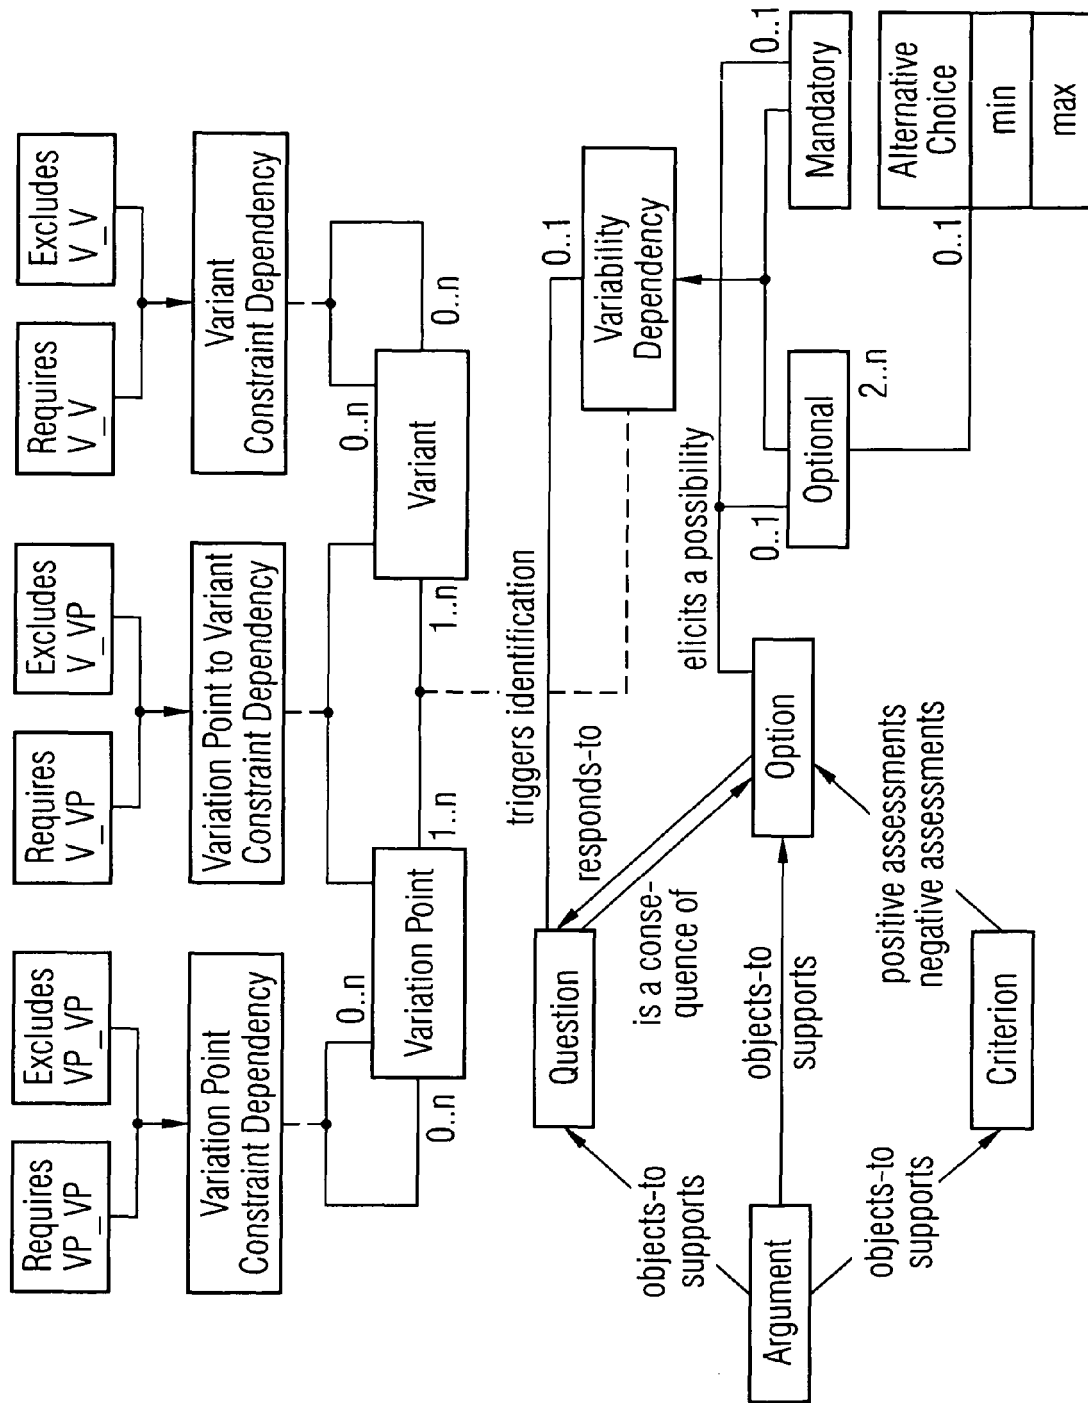 Requires
VP_VP
Excludes
VP_VP
Requires
V_VP
Excludes
V_VP
Requires
V_V
Excludes
V_V
Variation Point
Constraint Dependency
Variation Point to Variant
Constraint Dependency
Variant
Constraint Dependency
0..n
0..n
Variation Point
1..n
1..n
0..n
0..n
Variant
triggers identification
0..1
Variability
Dependency
Question
responds-to
is a conse-
quence of
objects-to
supports
objects-to
supports
objects-to
supports
Argument
Option
elicits a possibility
0..1
Optional
2..n
0..1
Mandatory
positive assessments
negative assessments
Criterion
0..1
Alternative
Choice
min
max